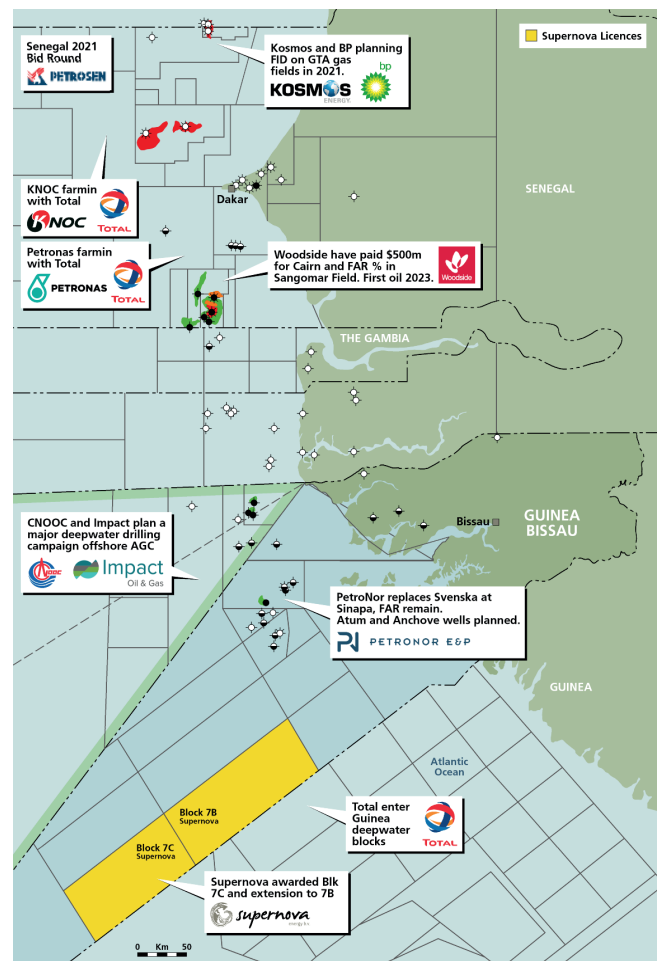 Senegal 2021
Bid Round
PETROSEN
Kosmos and BP planning
FID on GTA gas
fields in 2021.
KOSMOS
ENERGY.
bp
Supernova Licences
KNOC farmin
with Total
KNOC
TOTAL
Dakar
SENEGAL
Petronas farmin
with Total
PETRONAS
TOTAL
Woodside have paid $500m
for Cairn and FAR % in
Sangomar Field. First oil 2023.
Woodside
THE GAMBIA
CNOOC and Impact plan a
major deepwater drilling
campaign offshore AGC
CNOOC
Impact
Oil & Gas
Bissau
GUINEA
BISSAU
PetroNor replaces Svenska at
Sinapa, FAR remain.
Atum and Anchove wells planned.
PETRONOR E&P
GUINEA
Atlantic
Ocean
Block 7B
Supernova
Block 7C
Supernova
Total enter
Guinea
deepwater
blocks
TOTAL
Supernova awarded Blk
7C and extension to 7B
supernova
energy bv
0 Km 50